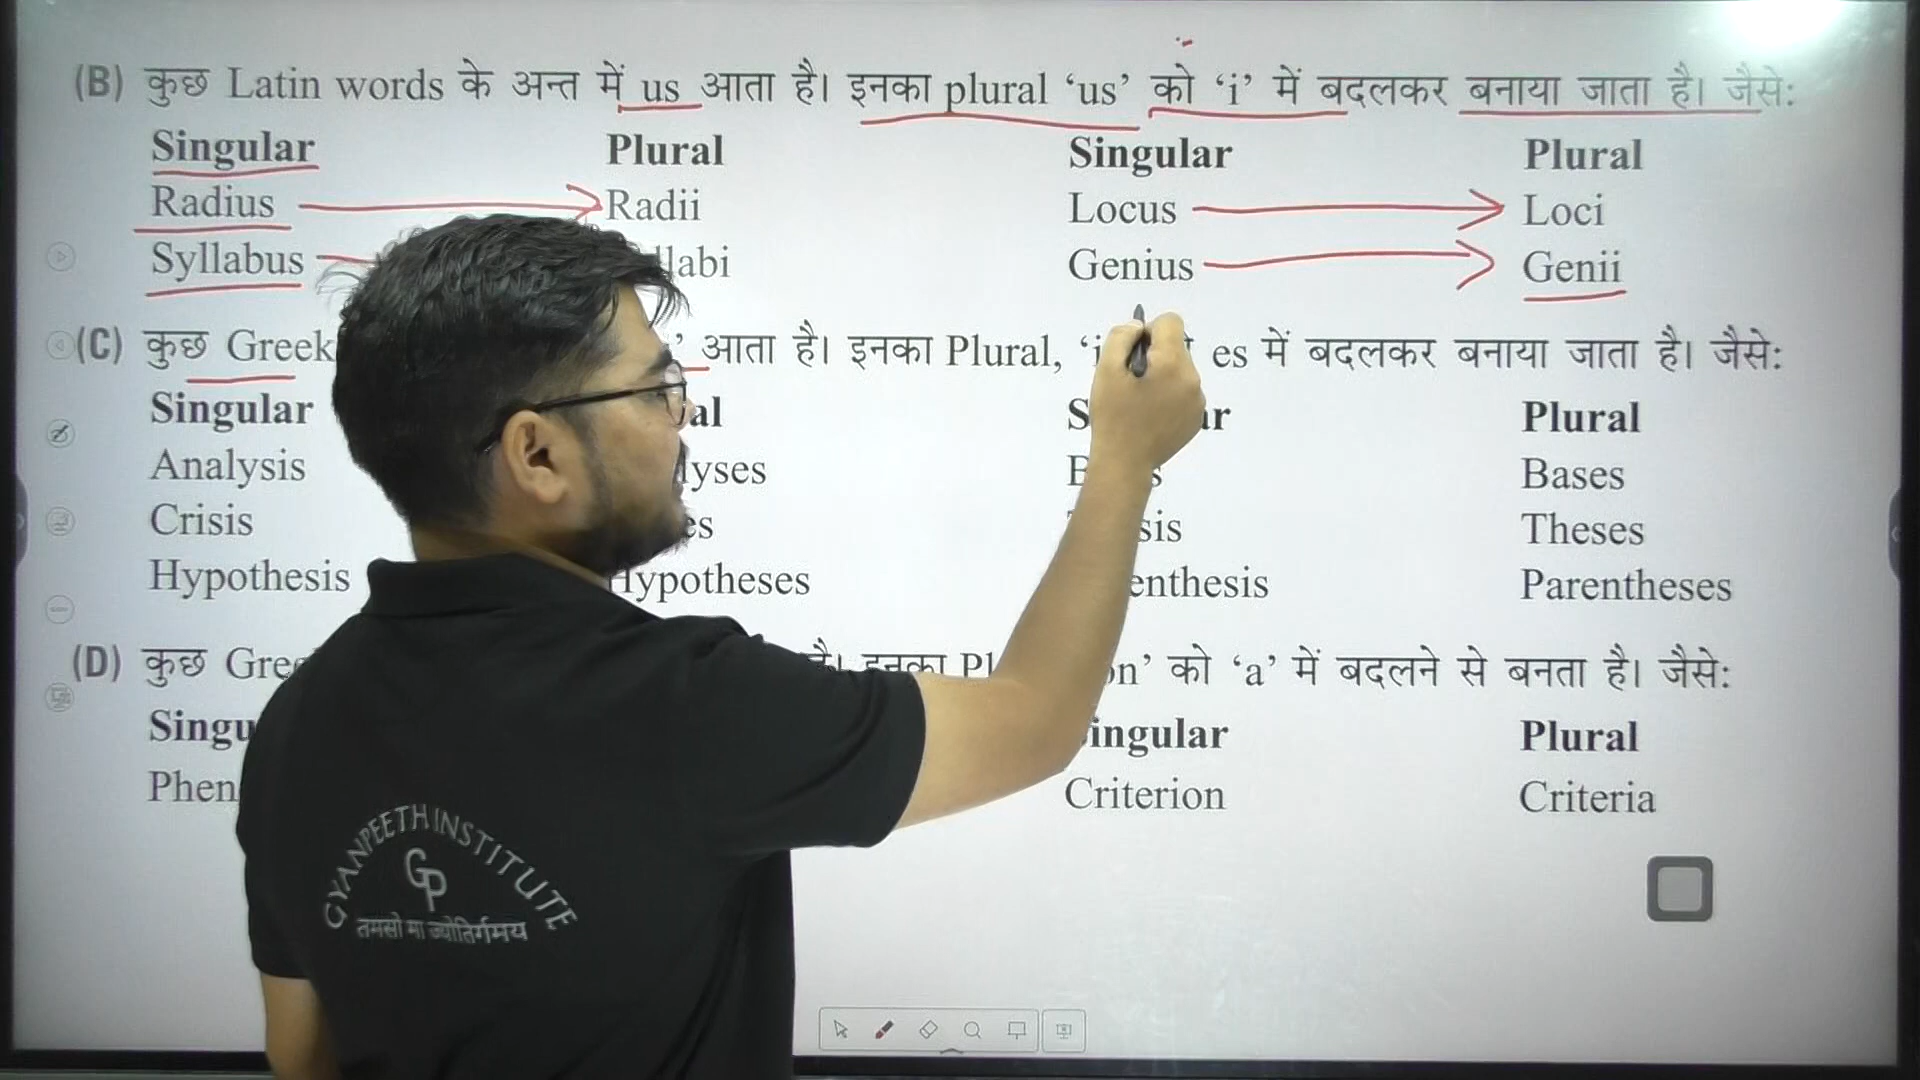 (B) कुछ Latin words के अन्त में us आता है। इनका plural ‘us’ को ‘i’ में बदलकर बनाया जाता है। जैसे:
Singular Plural Singular Plural
Radius Radii Locus Loci
Syllabus Genius Genii
(C) कुछ Greek आता है। इनका Plural, es में बदलकर बनाया जाता है। जैसे:
Singular Plural
Analysis Bases
Crisis Theses
Hypothesis Hypotheses Parentheses
(D) कुछ इनका ‘a’ में बदलने से बनता है। जैसे:
Singular Plural
Criterion Criteria
GYANPEETH INSTITUTE
GP
तमसो मा ज्योतिर्गमय